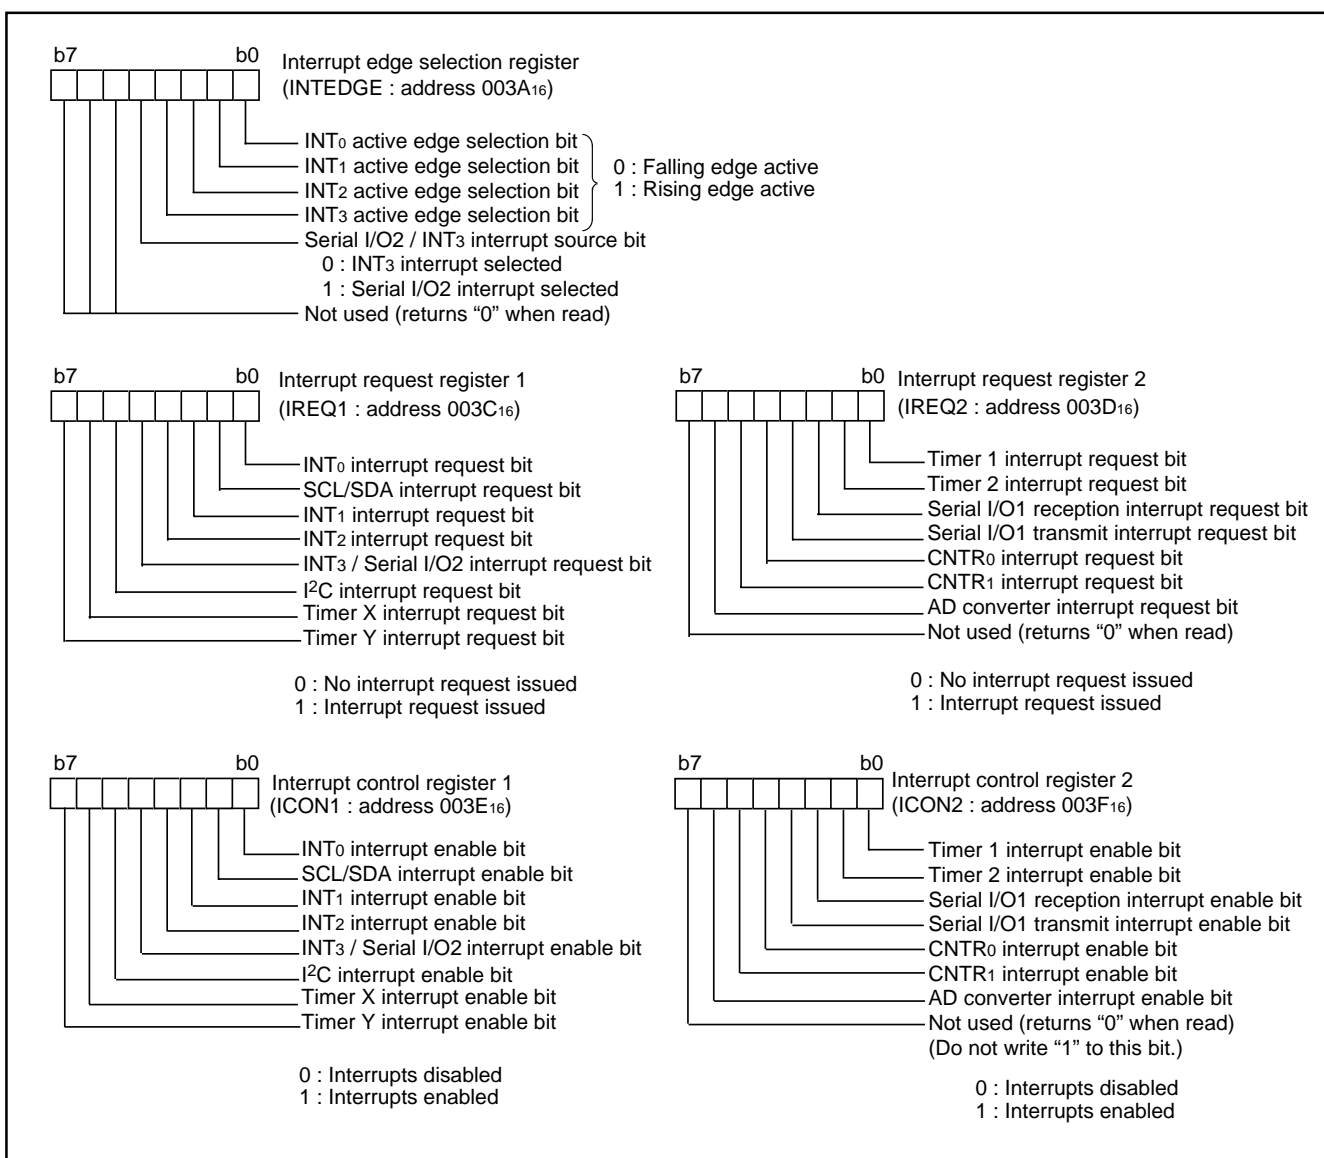 b7 b0 Interrupt edge selection register
(INTEDGE : address 003A16)
INT0 active edge selection bit
INT1 active edge selection bit
INT2 active edge selection bit
INT3 active edge selection bit
0 : Falling edge active
1 : Rising edge active
Serial I/O2 / INT3 interrupt source bit
0 : INT3 interrupt selected
1 : Serial I/O2 interrupt selected
Not used (returns “0” when read)
b7 b0 Interrupt request register 1
(IREQ1 : address 003C16)
INT0 interrupt request bit
SCL/SDA interrupt request bit
INT1 interrupt request bit
INT2 interrupt request bit
INT3 / Serial I/O2 interrupt request bit
I2C interrupt request bit
Timer X interrupt request bit
Timer Y interrupt request bit
0 : No interrupt request issued
1 : Interrupt request issued
b7 b0 Interrupt request register 2
(IREQ2 : address 003D16)
Timer 1 interrupt request bit
Timer 2 interrupt request bit
Serial I/O1 reception interrupt request bit
Serial I/O1 transmit interrupt request bit
CNTR0 interrupt request bit
CNTR1 interrupt request bit
AD converter interrupt request bit
Not used (returns “0” when read)
0 : No interrupt request issued
1 : Interrupt request issued
b7 b0 Interrupt control register 1
(ICON1 : address 003E16)
INT0 interrupt enable bit
SCL/SDA interrupt enable bit
INT1 interrupt enable bit
INT2 interrupt enable bit
INT3 / Serial I/O2 interrupt enable bit
I2C interrupt enable bit
Timer X interrupt enable bit
Timer Y interrupt enable bit
0 : Interrupts disabled
1 : Interrupts enabled
b7 b0 Interrupt control register 2
(ICON2 : address 003F16)
Timer 1 interrupt enable bit
Timer 2 interrupt enable bit
Serial I/O1 reception interrupt enable bit
Serial I/O1 transmit interrupt enable bit
CNTR0 interrupt enable bit
CNTR1 interrupt enable bit
AD converter interrupt enable bit
Not used (returns “0” when read)
(Do not write “1” to this bit.)
0 : Interrupts disabled
1 : Interrupts enabled